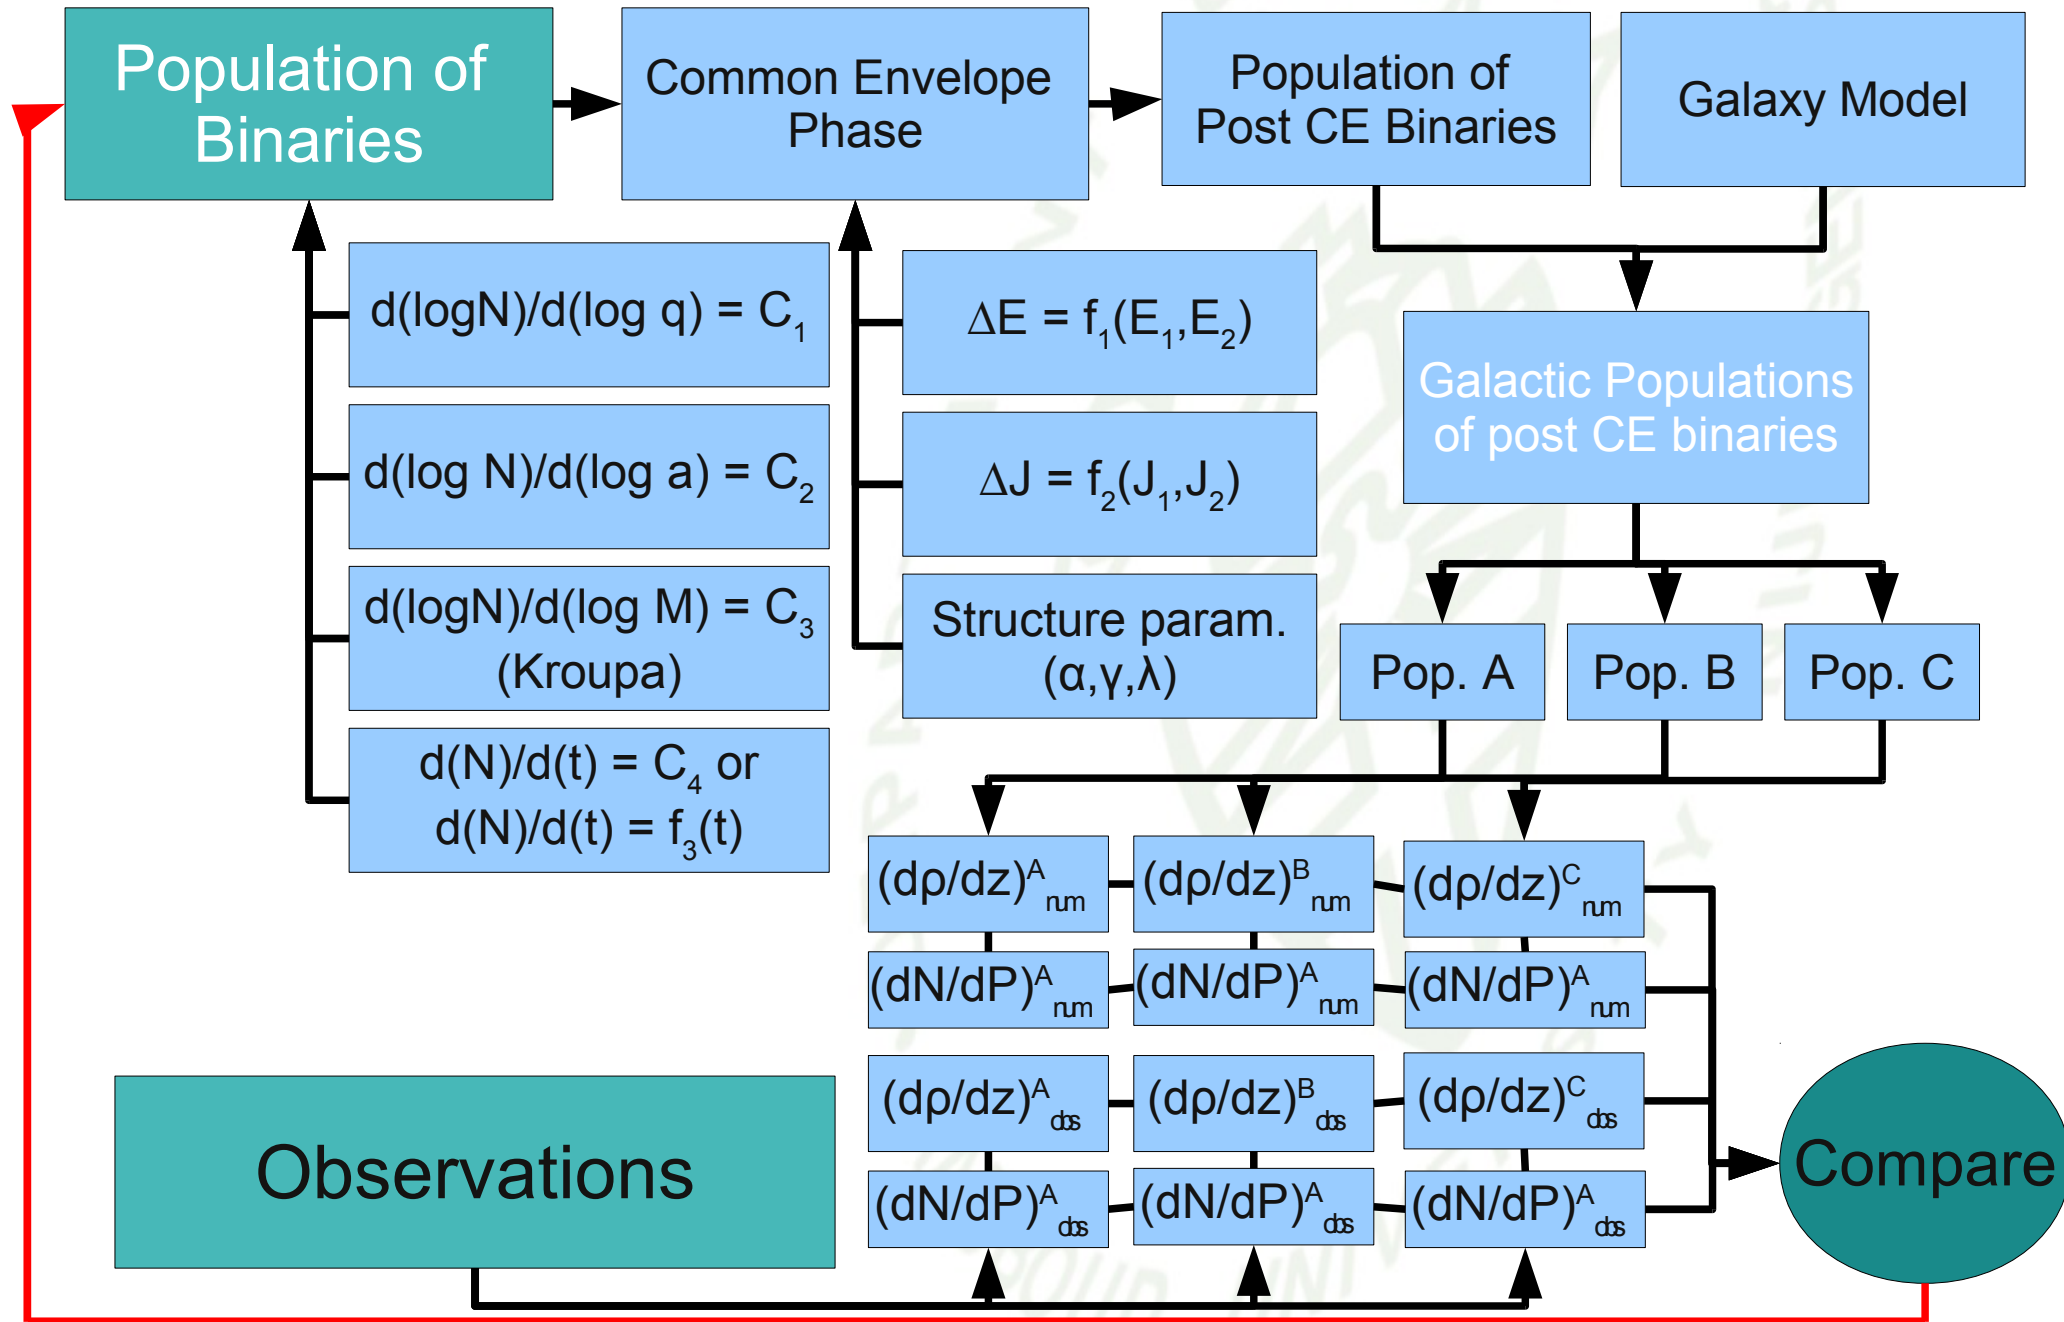 Population of
Binaries
Common Envelope
Phase
Population of
Post CE Binaries
Galaxy Model
d(logN)/d(log q) = C₁
d(log N)/d(log a) = C₂
d(logN)/d(log M) = C₃
(Kroupa)
d(N)/d(t) = C₄ or
d(N)/d(t) = f₃(t)
ΔE = f₁(E₁,E₂)
ΔJ = f₂(J₁,J₂)
Structure param.
(α,γ,λ)
Galactic Populations
of post CE binaries
Pop. A
Pop. B
Pop. C
(dρ/dz)ᴬnum
(dρ/dz)ᴮnum
(dρ/dz)ᶜnum
(dN/dP)ᴬnum
(dN/dP)ᴬnum
(dN/dP)ᴬnum
(dρ/dz)ᴬobs
(dρ/dz)ᴮobs
(dρ/dz)ᶜobs
(dN/dP)ᴬobs
(dN/dP)ᴬobs
(dN/dP)ᴬobs
Observations
Compare